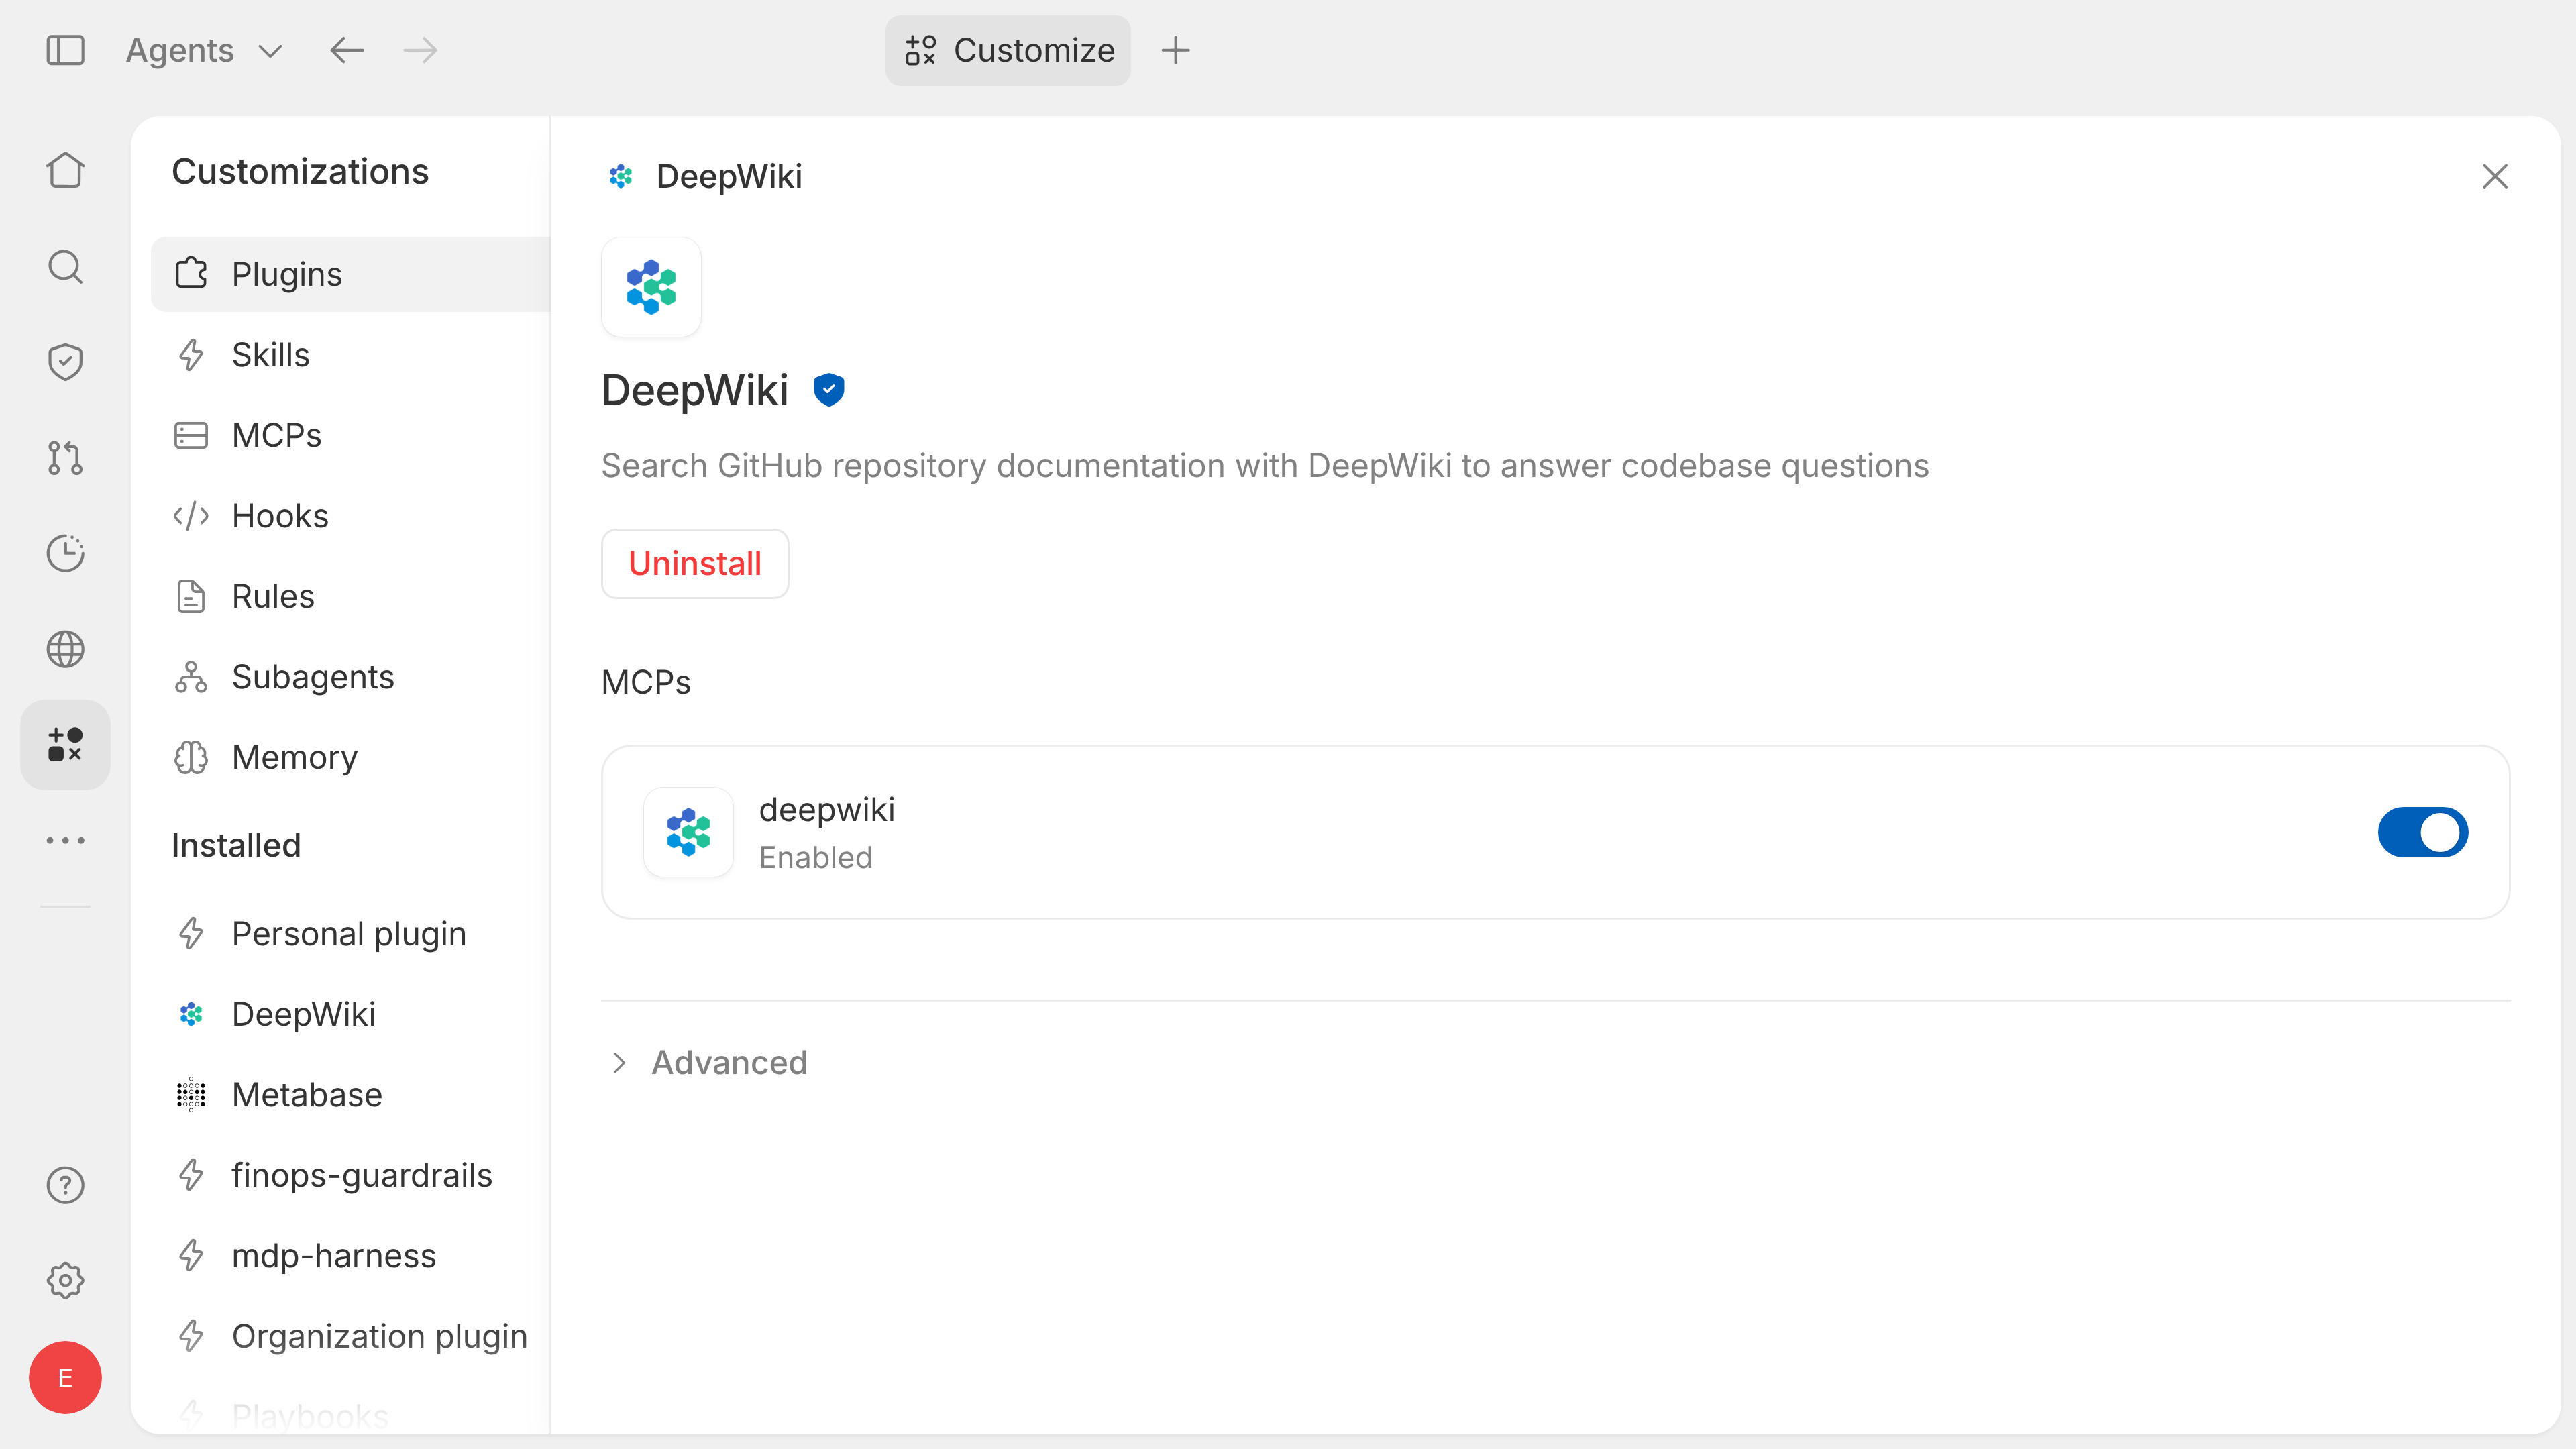 Agents
Customize
Customizations
Plugins
Skills
MCPs
Hooks
Rules
Subagents
Memory
Installed
Personal plugin
DeepWiki
Metabase
finops-guardrails
mdp-harness
Organization plugin
Playbooks
E
DeepWiki
DeepWiki
Search GitHub repository documentation with DeepWiki to answer codebase questions
Uninstall
MCPs
deepwiki
Enabled
Advanced